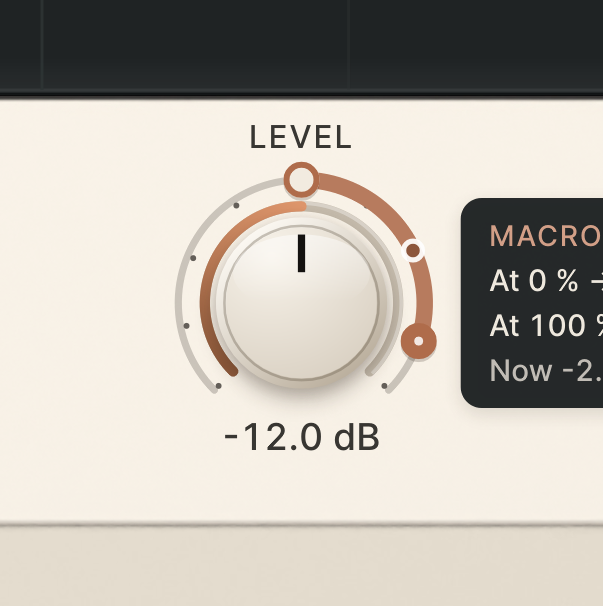 LEVEL
-12.0 dB
MACRO
At 0 % →
At 100 %
Now -2.